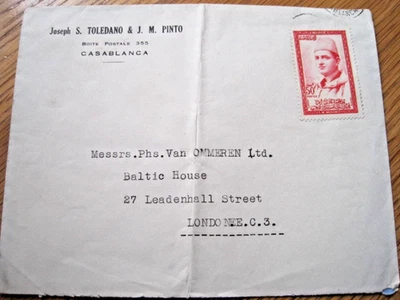 Joseph S. TOLEDANO & J. M. PINTO
BOITE POSTALE 355
CASABLANCA
50F
Messrs.Phs.Van OMMEREN Ltd.
Baltic House
27 Leadenhall Street
LONDON E.C.3.